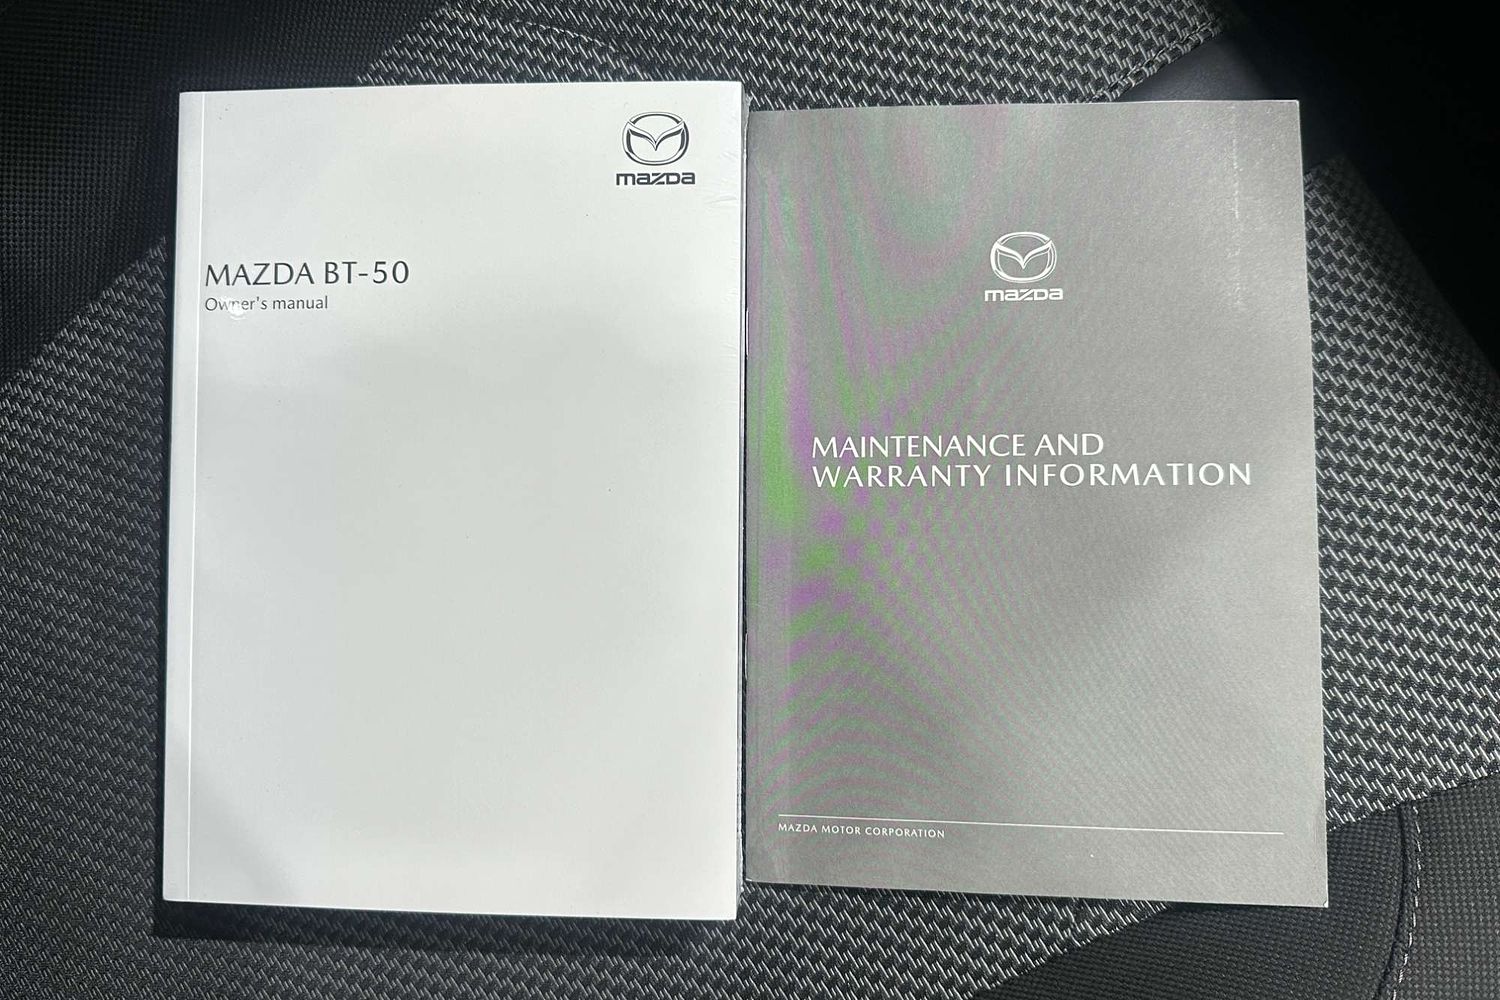 mazda
MAZDA BT-50
Owner's manual
mazda
MAINTENANCE AND
WARRANTY INFORMATION
MAZDA MOTOR CORPORATION